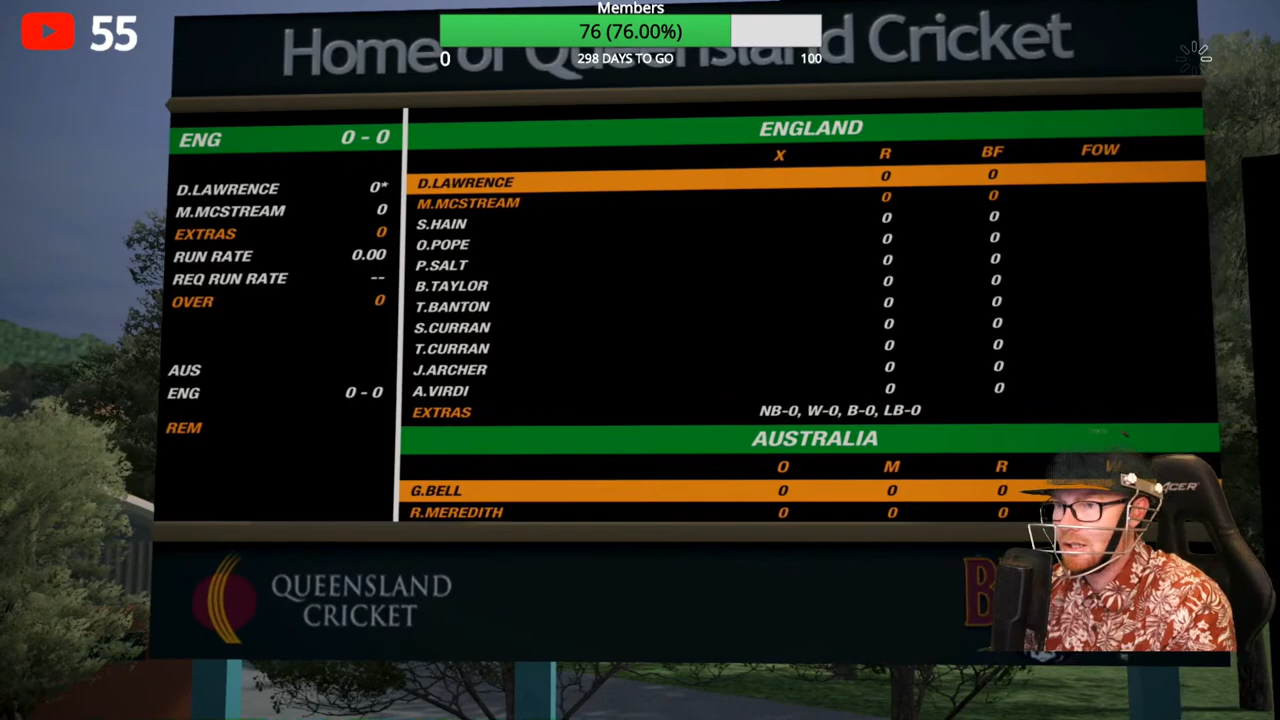 55
Members
76 (76.00%)
0 298 DAYS TO GO 100
Home of Queensland Cricket
ENG 0 - 0
D.LAWRENCE 0*
M.MCSTREAM 0
EXTRAS 0
RUN RATE 0.00
REQ RUN RATE --
OVER 0
AUS
ENG 0 - 0
REM
ENGLAND
X R BF FOW
D.LAWRENCE 0 0
M.MCSTREAM 0 0
S.HAIN 0 0
O.POPE 0 0
P.SALT 0 0
B.TAYLOR 0 0
T.BANTON 0 0
S.CURRAN 0 0
T.CURRAN 0 0
J.ARCHER 0 0
A.VIRDI 0 0
EXTRAS NB-0, W-0, B-0, LB-0
AUSTRALIA
O M R W
G.BELL 0 0 0
R.MEREDITH 0 0 0
QUEENSLAND
CRICKET